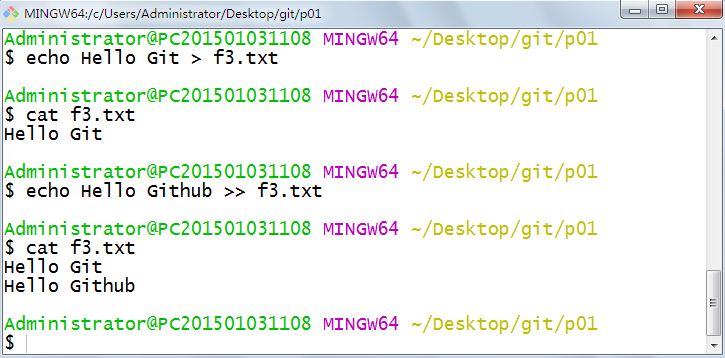 MINGW64:/c/Users/Administrator/Desktop/git/p01
Administrator@PC201501031108 MINGW64 ~/Desktop/git/p01
$ echo Hello Git > f3.txt
Administrator@PC201501031108 MINGW64 ~/Desktop/git/p01
$ cat f3.txt
Hello Git
Administrator@PC201501031108 MINGW64 ~/Desktop/git/p01
$ echo Hello Github >> f3.txt
Administrator@PC201501031108 MINGW64 ~/Desktop/git/p01
$ cat f3.txt
Hello Git
Hello Github
Administrator@PC201501031108 MINGW64 ~/Desktop/git/p01
$